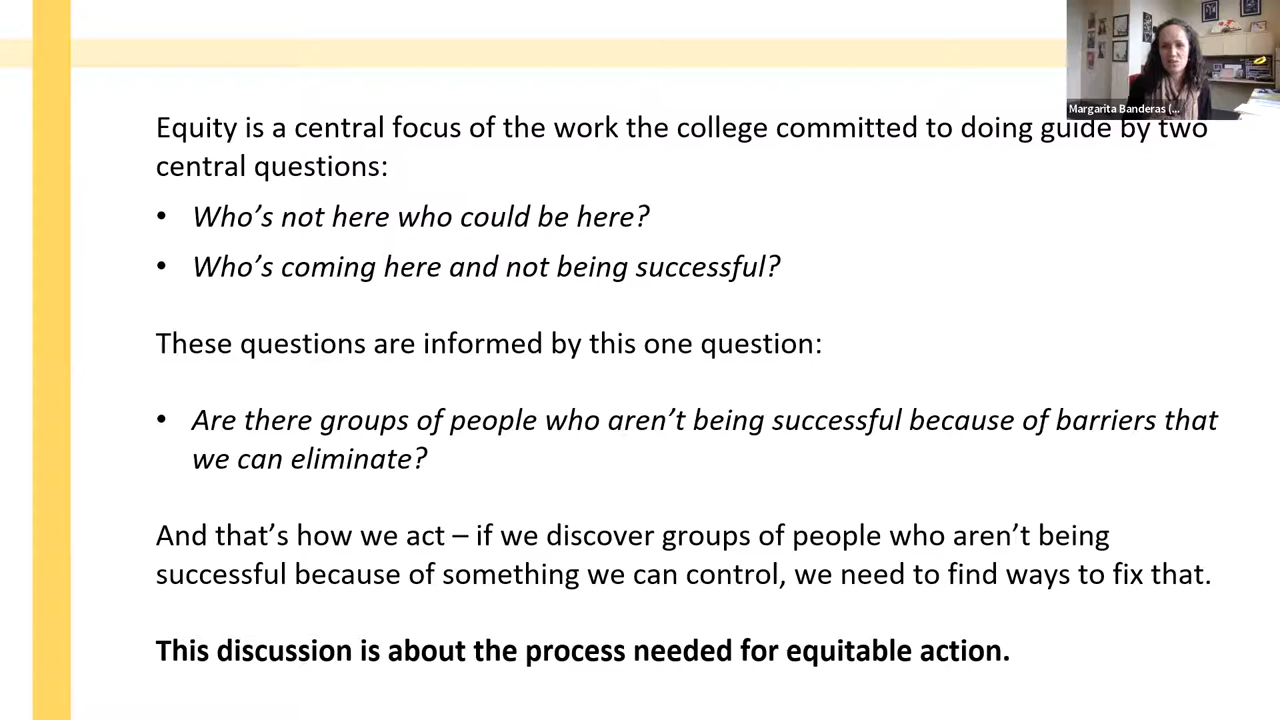 Margarita Banderas (...
Equity is a central focus of the work the college committed to doing guide by two
central questions:
• Who's not here who could be here?
• Who's coming here and not being successful?
These questions are informed by this one question:
• Are there groups of people who aren't being successful because of barriers that
we can eliminate?
And that's how we act – if we discover groups of people who aren't being
successful because of something we can control, we need to find ways to fix that.
This discussion is about the process needed for equitable action.